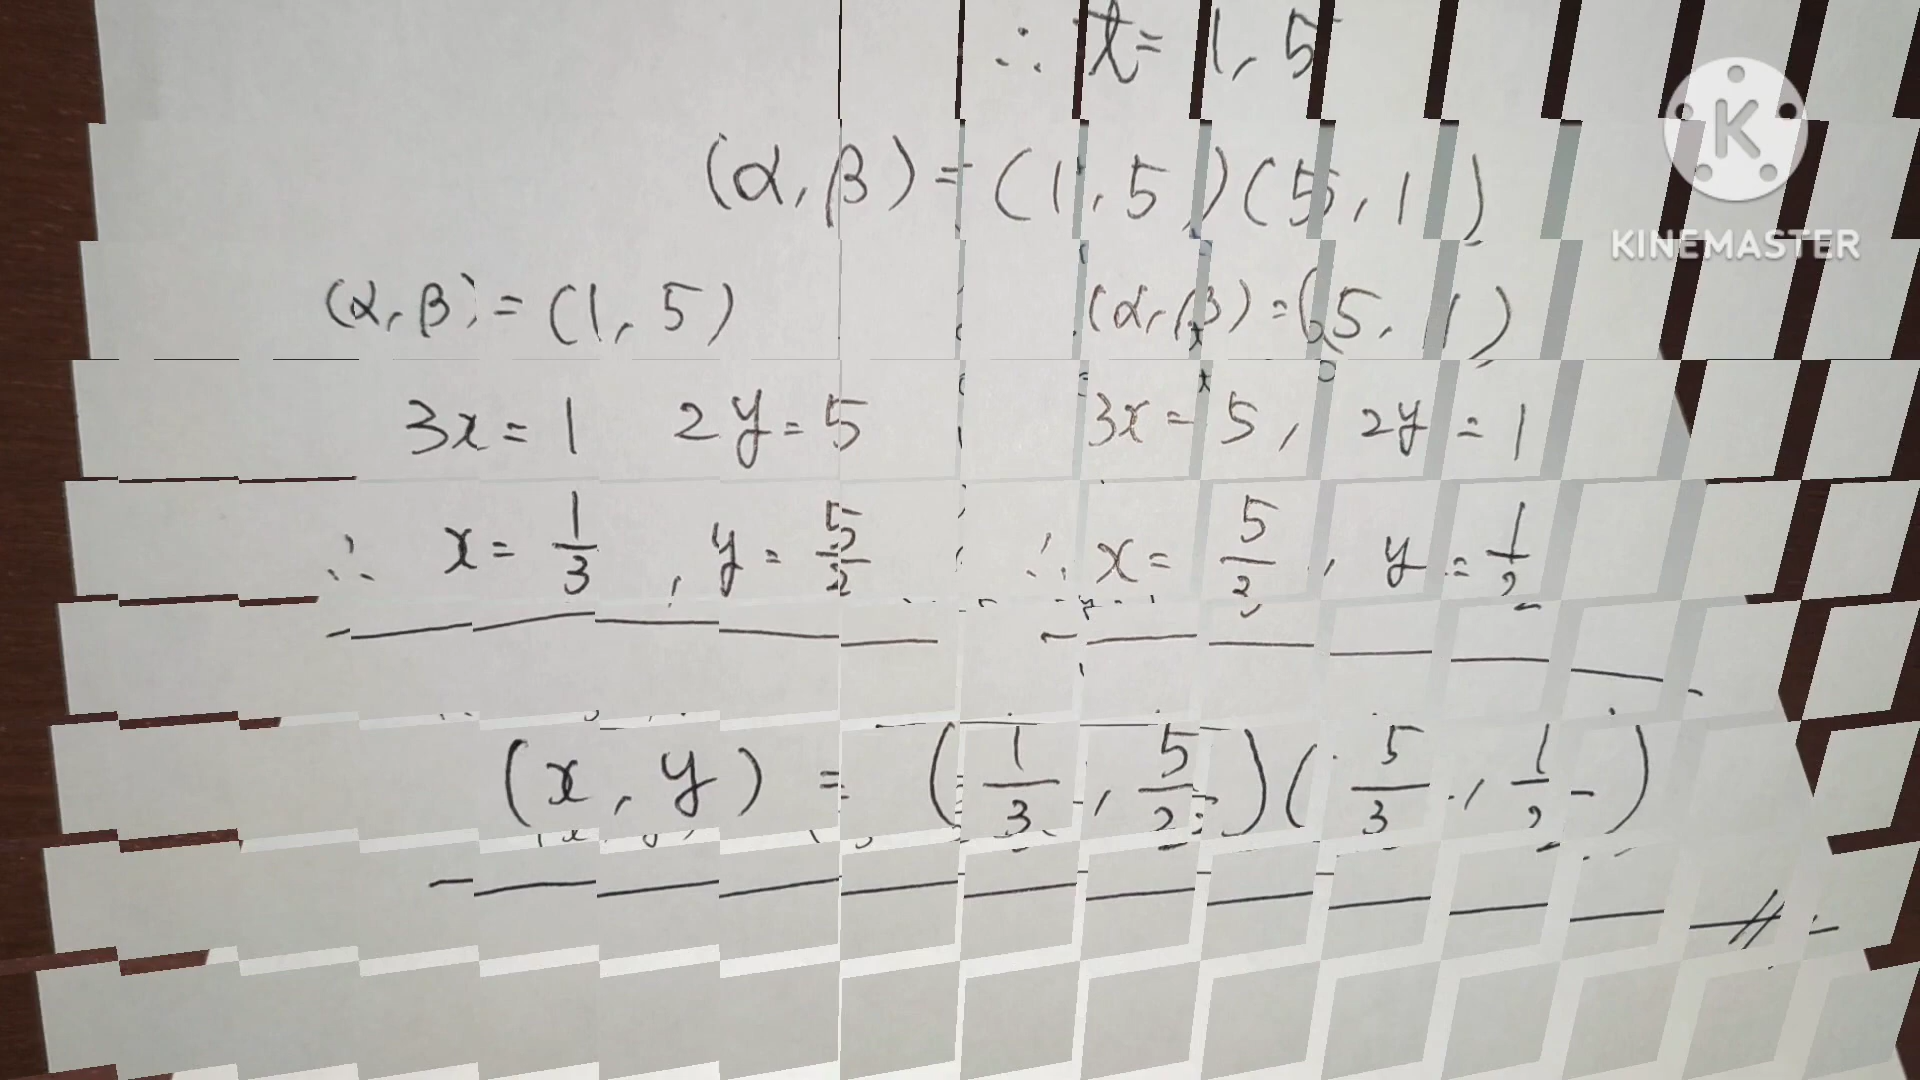 ∴ t = 1, 5
(α, β) = (1, 5)(5, 1)
(α, β) = (1, 5) (α, β) = (5, 1)
3x = 1 2y = 5 3x = 5, 2y = 1
∴ x = 1/3, y = 5/2 ∴ x = 5/2, y = 1/2
(x, y) = (1/3, 5/2)(5/3, 1/2)
KINEMASTER